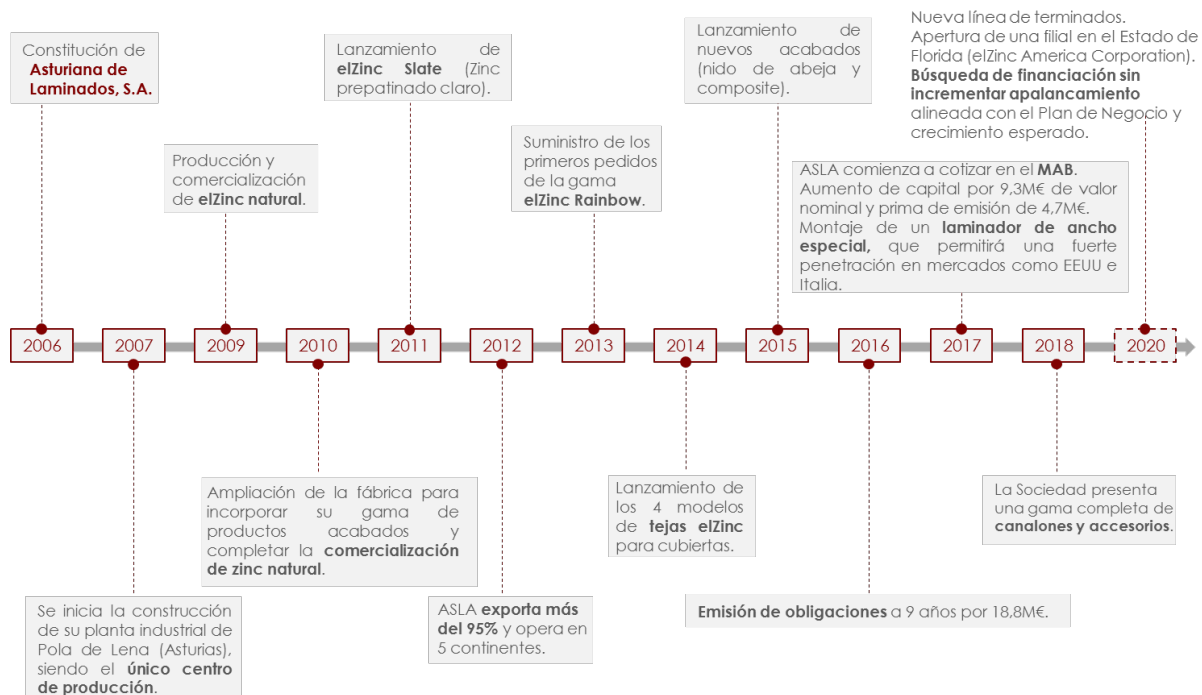 Constitución de
Asturiana de
Laminados, S.A.
Producción y
comercialización
de elZinc natural.
Lanzamiento de
elZinc Slate (Zinc
prepatinado claro).
Suministro de los
primeros pedidos
de la gama
elZinc Rainbow.
Lanzamiento de
nuevos acabados
(nido de abeja y
composite).
ASLA comienza a cotizar en el MAB.
Aumento de capital por 9,3M€ de valor
nominal y prima de emisión de 4,7M€.
Montaje de un laminador de ancho
especial, que permitirá una fuerte
penetración en mercados como EEUU e
Italia.
Nueva línea de terminados.
Apertura de una filial en el Estado de
Florida (elZinc America Corporation).
Búsqueda de financiación sin
incrementar apalancamiento
alineada con el Plan de Negocio y
crecimiento esperado.
2006 2007 2009 2010 2011 2012 2013 2014 2015 2016 2017 2018 2020
Se inicia la construcción
de su planta industrial de
Pola de Lena (Asturias),
siendo el único centro
de producción.
Ampliación de la fábrica para
incorporar su gama de
productos acabados y
completar la comercialización
de zinc natural.
ASLA exporta más
del 95% y opera en
5 continentes.
Lanzamiento de
los 4 modelos
de tejas elZinc
para cubiertas.
Emisión de obligaciones a 9 años por 18,8M€.
La Sociedad presenta
una gama completa de
canalones y accesorios.